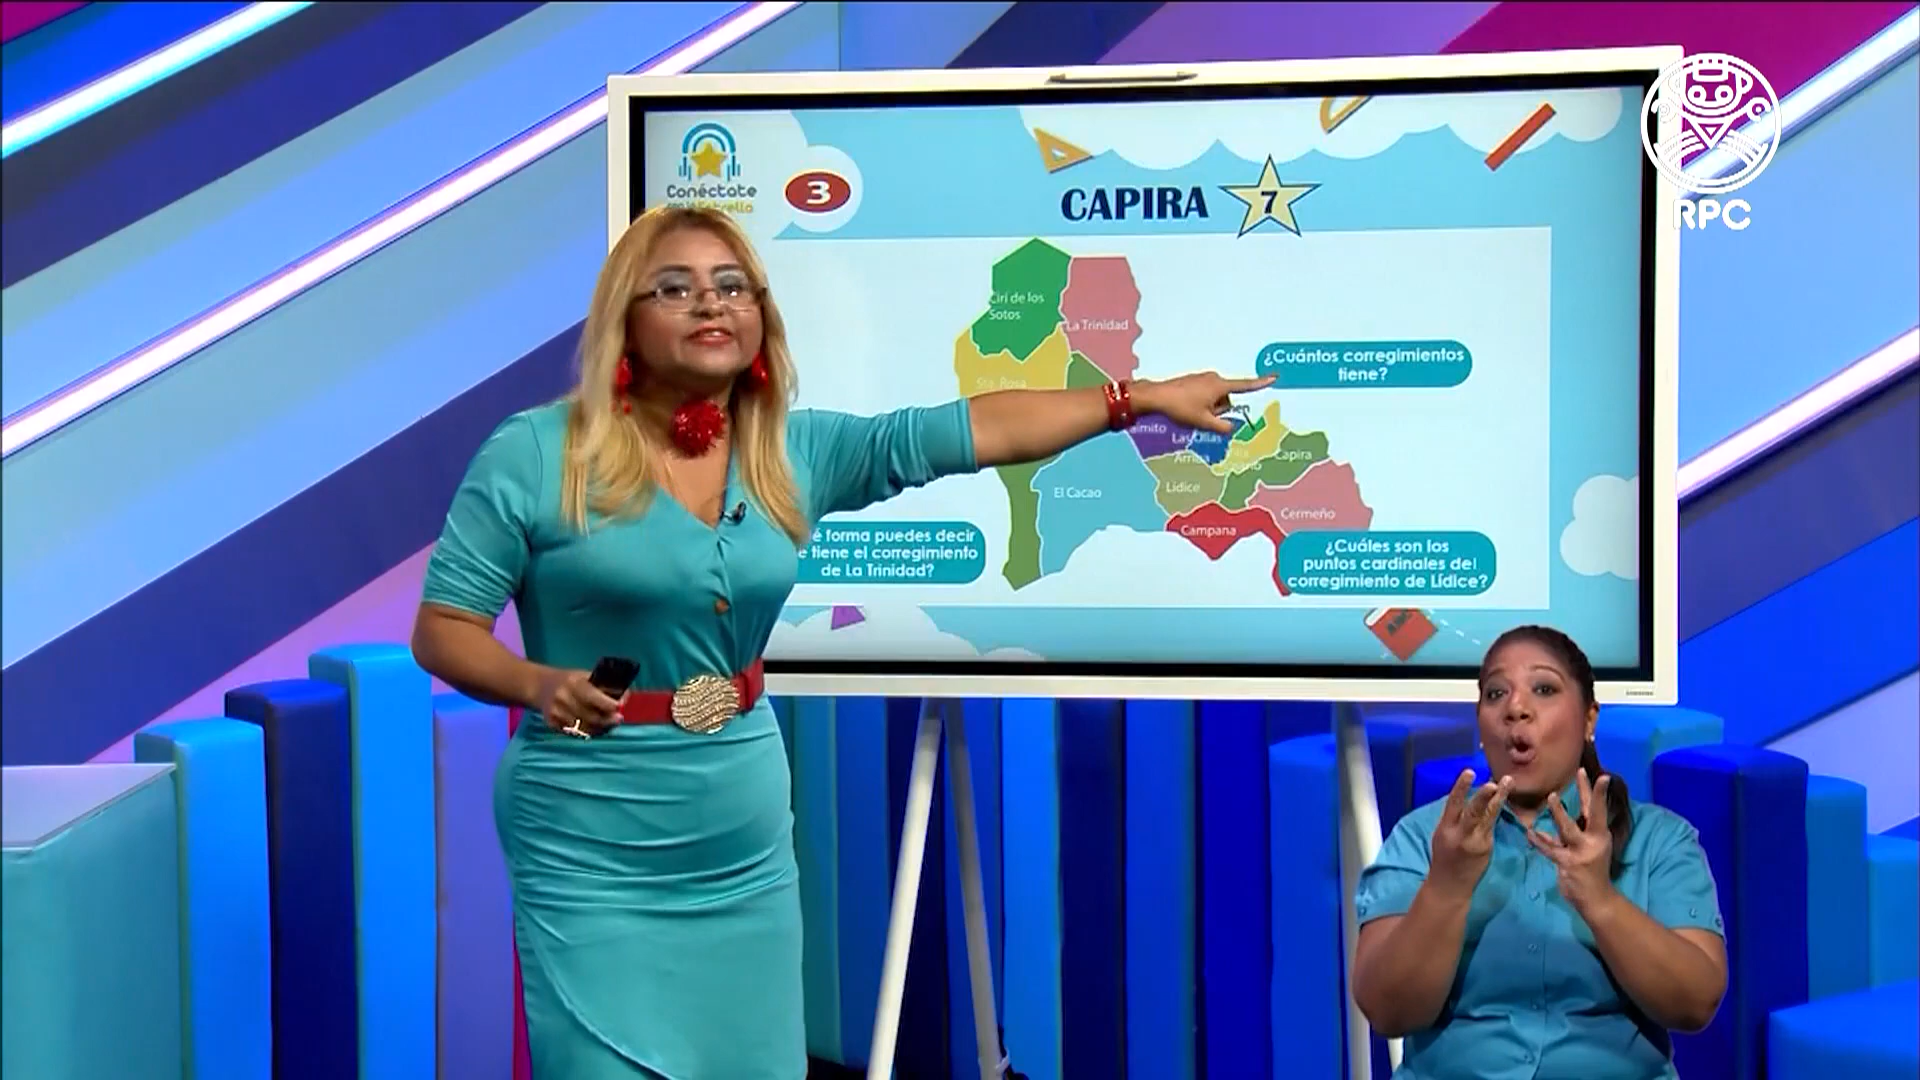 RPC
Conéctate
3
CAPIRA 7
Cirí de los
Sotos
La Trinidad
¿Cuántos corregimientos
tiene?
Sta. Rosa
Las Ollas
Arriba
Capira
Lídice
El Cacao
Cermeño
Campana
forma puedes decir
tiene el corregimiento
de La Trinidad?
¿Cuáles son los
puntos cardinales del
corregimiento de Lídice?
SAMSUNG